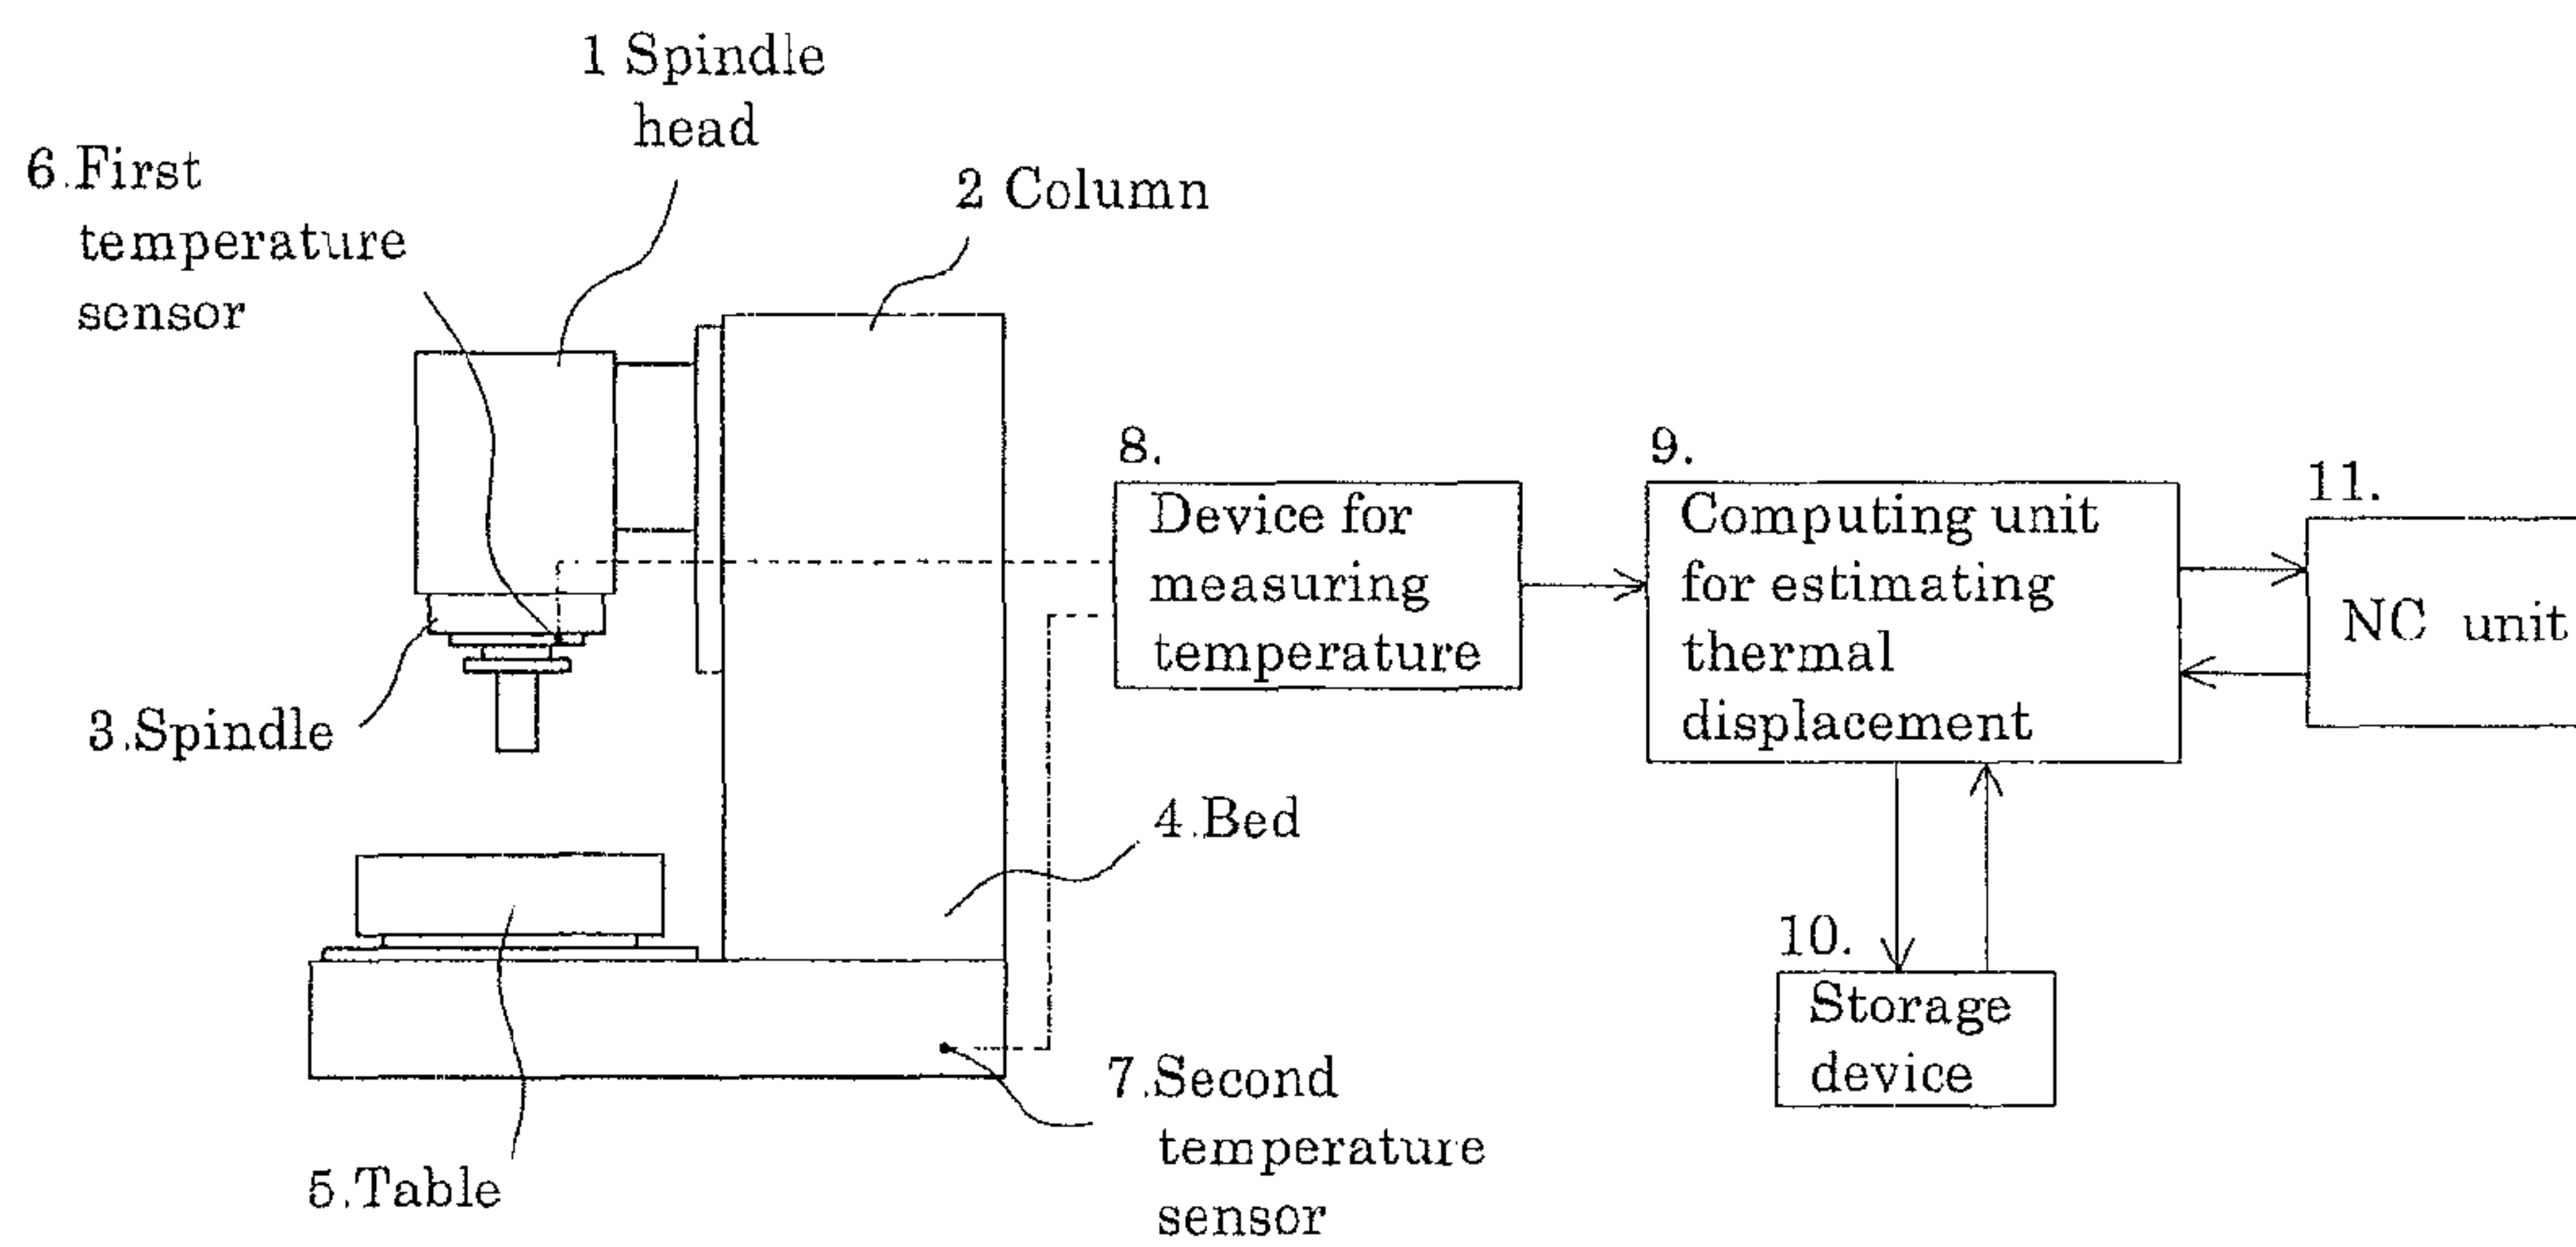 1 Spindle
head
6.First
temperature
sensor
2 Column
8.
Device for
measuring
temperature
9.
Computing unit
for estimating
thermal
displacement
11.
NC unit
3.Spindle
4.Bed
10.
Storage
device
7.Second
temperature
sensor
5.Table